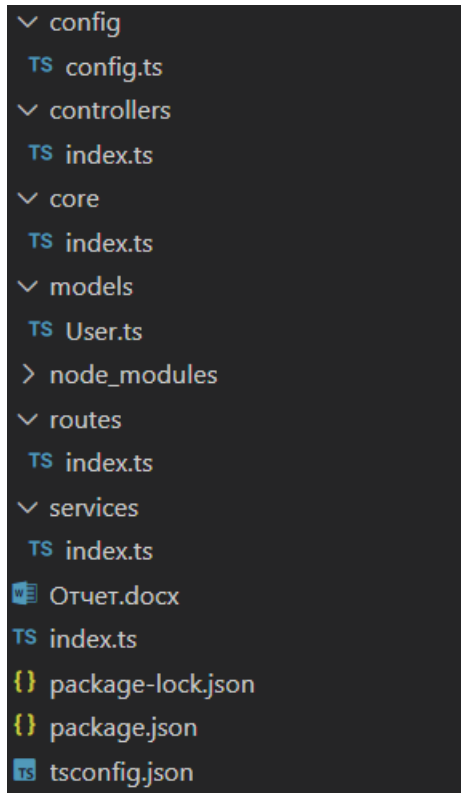 config
TS config.ts
controllers
TS index.ts
core
TS index.ts
models
TS User.ts
node_modules
routes
TS index.ts
services
TS index.ts
W Отчет.docx
TS index.ts
{} package-lock.json
{} package.json
TS tsconfig.json